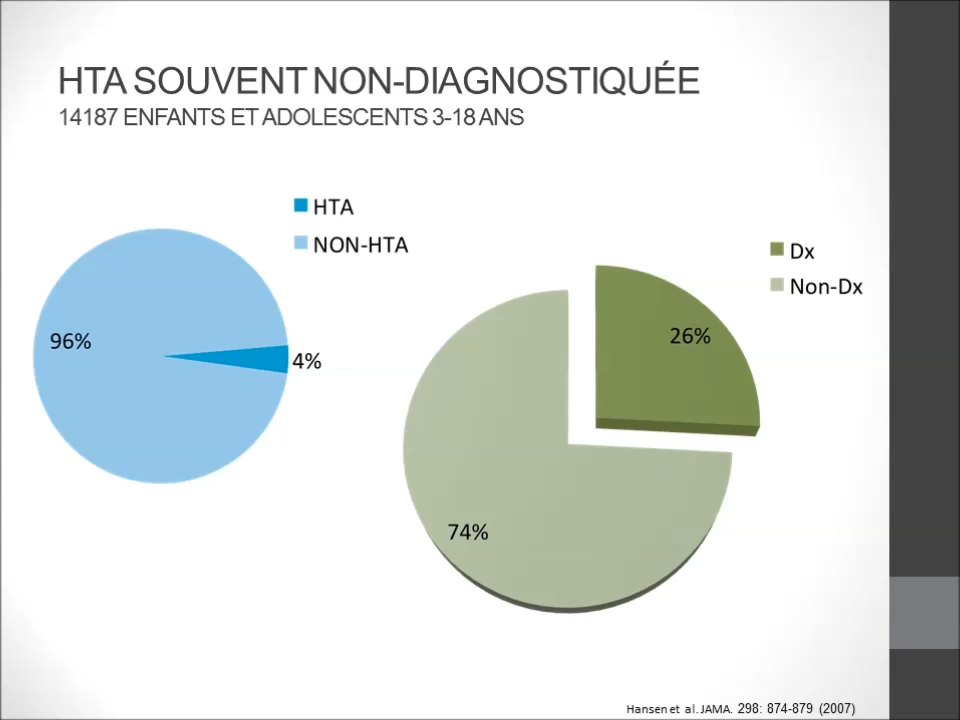 HTA SOUVENT NON-DIAGNOSTIQUÉE
14187 ENFANTS ET ADOLESCENTS 3-18 ANS
HTA
NON-HTA
96%
4%
Dx
Non-Dx
26%
74%
Hansen et al. JAMA. 298: 874-879 (2007)